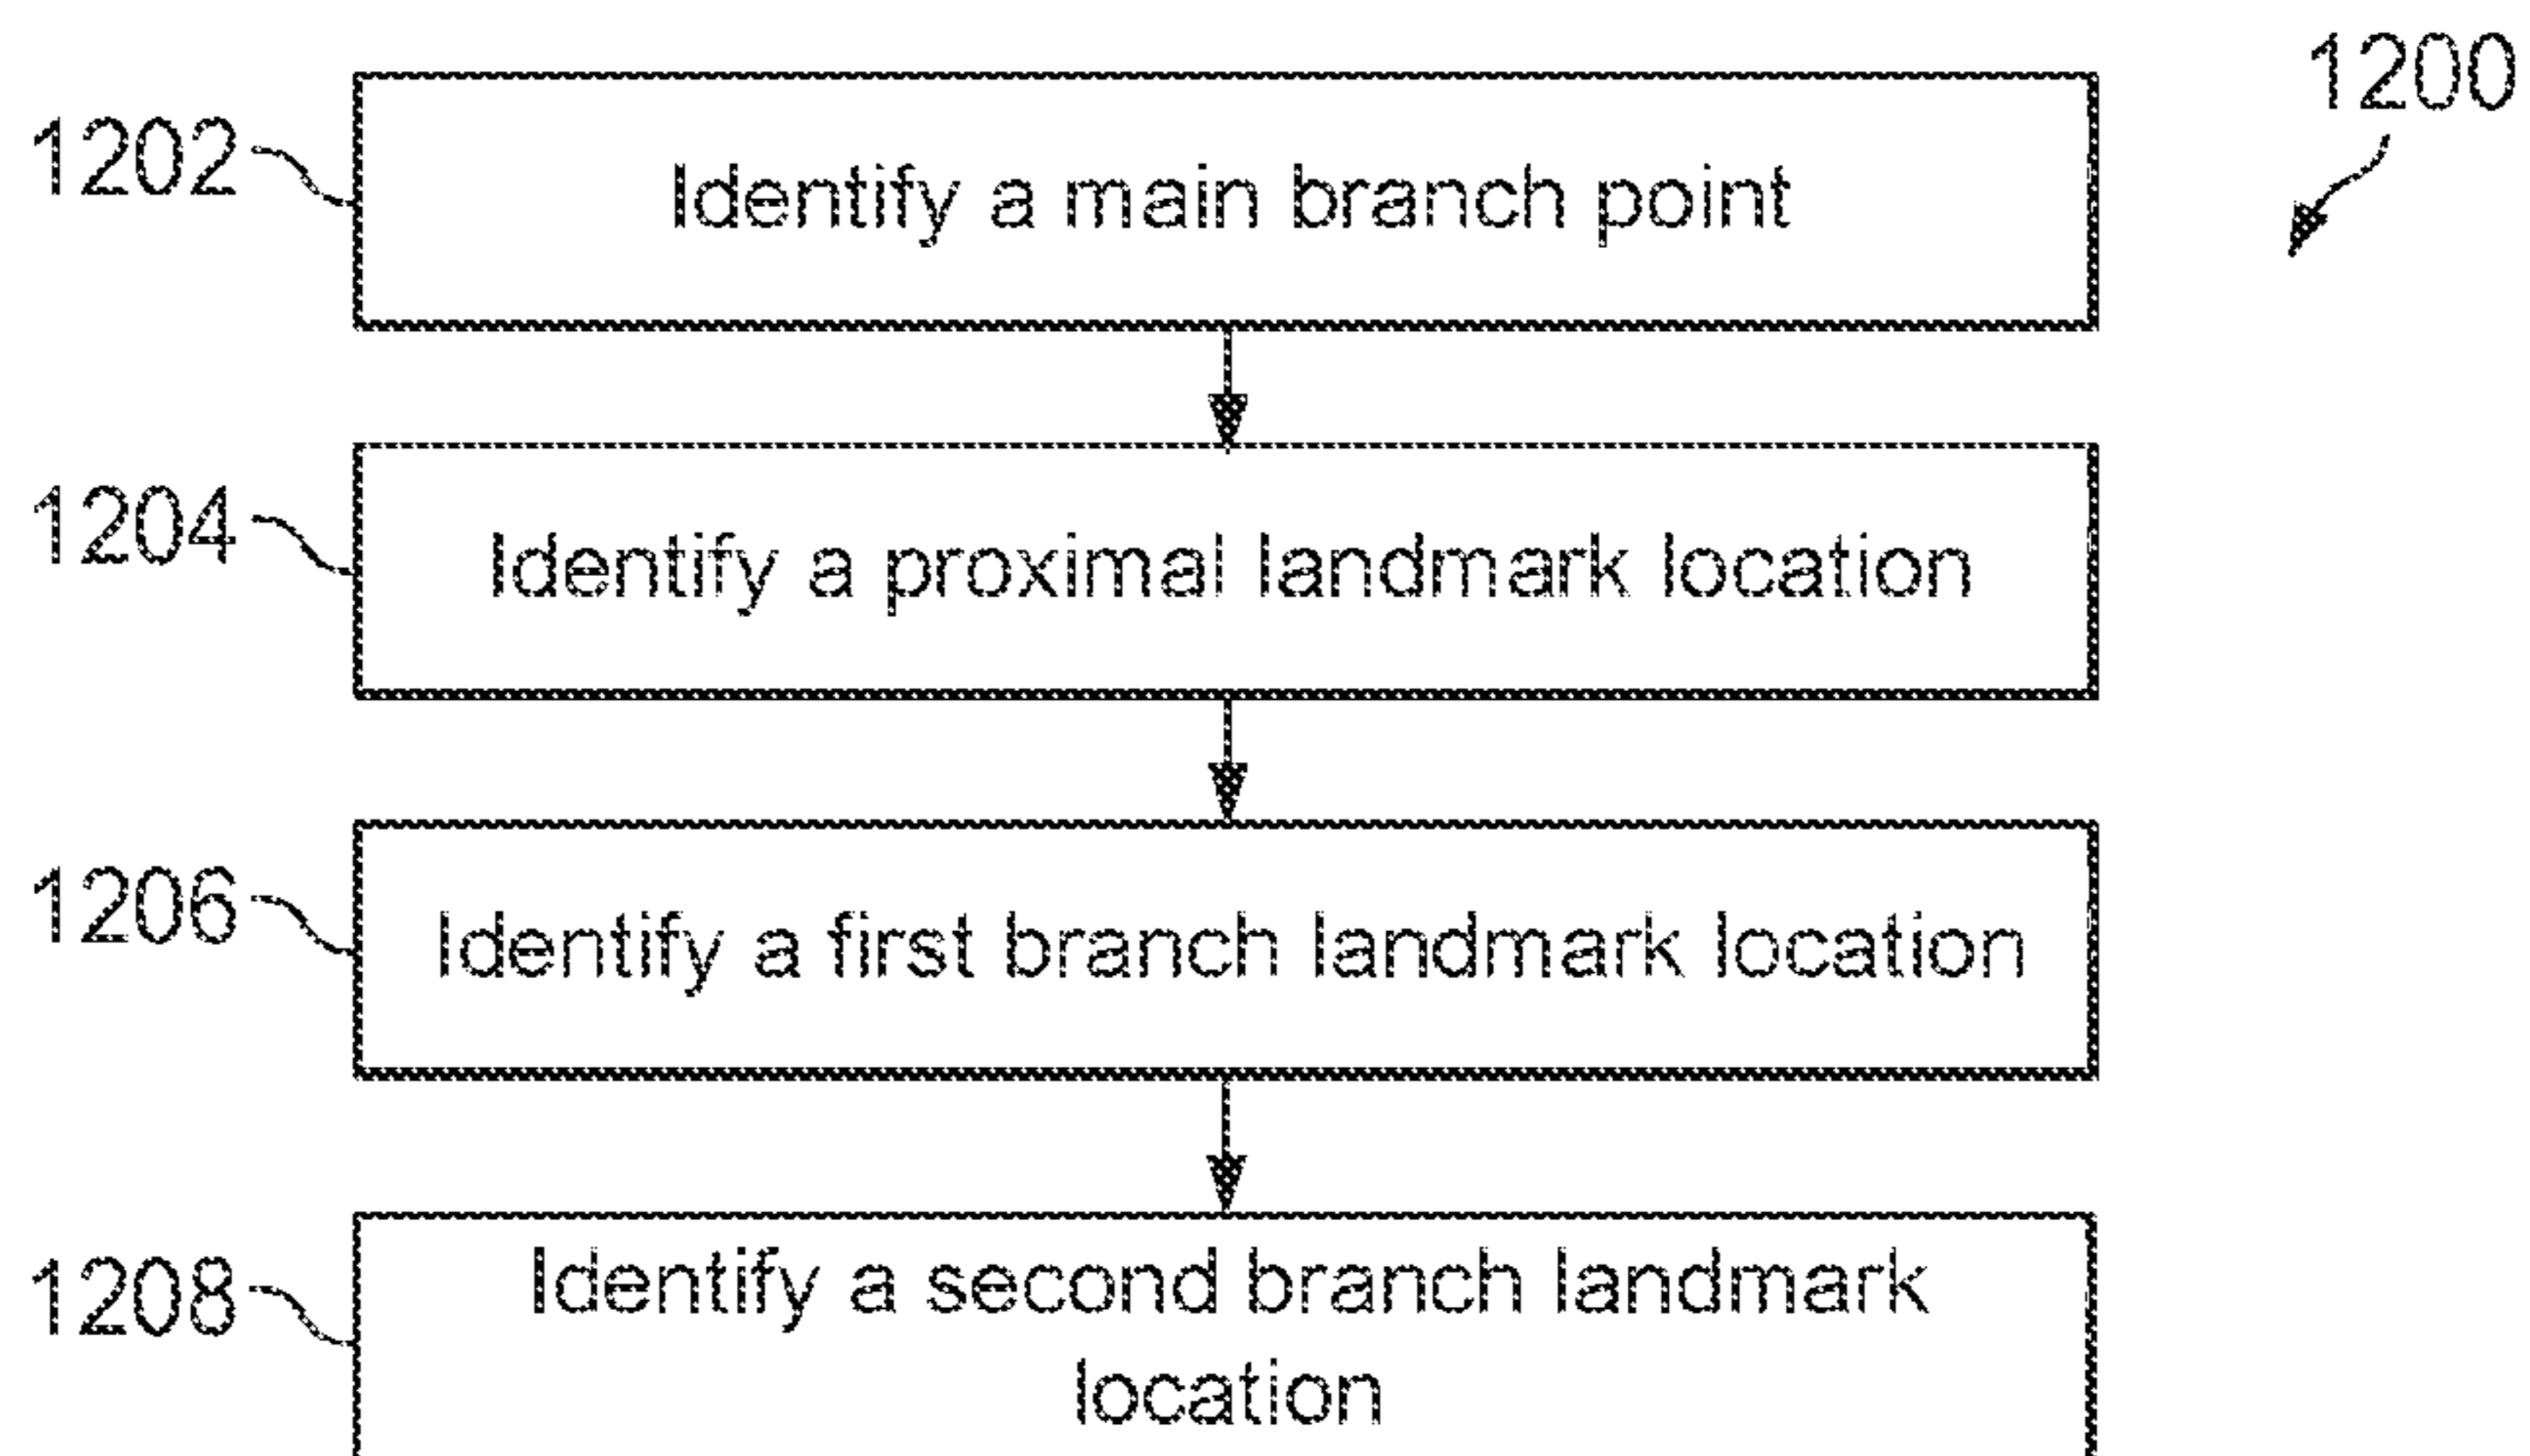 1200
1202
Identify a main branch point
1204
Identify a proximal landmark location
1206
Identify a first branch landmark location
1208
Identify a second branch landmark
location